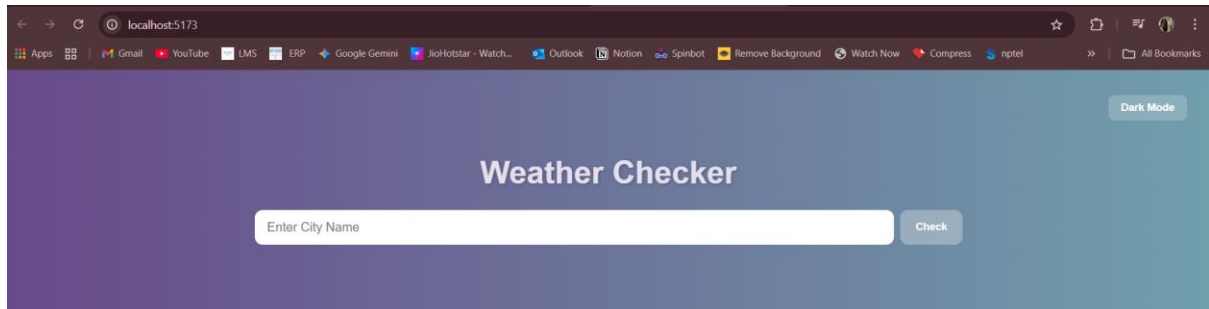 localhost:5173
Apps Gmail YouTube LMS ERP Google Gemini JioHotstar - Watch... Outlook Notion Spinbot Remove Background Watch Now Compress nptel » All Bookmarks
Dark Mode
Weather Checker
Enter City Name Check